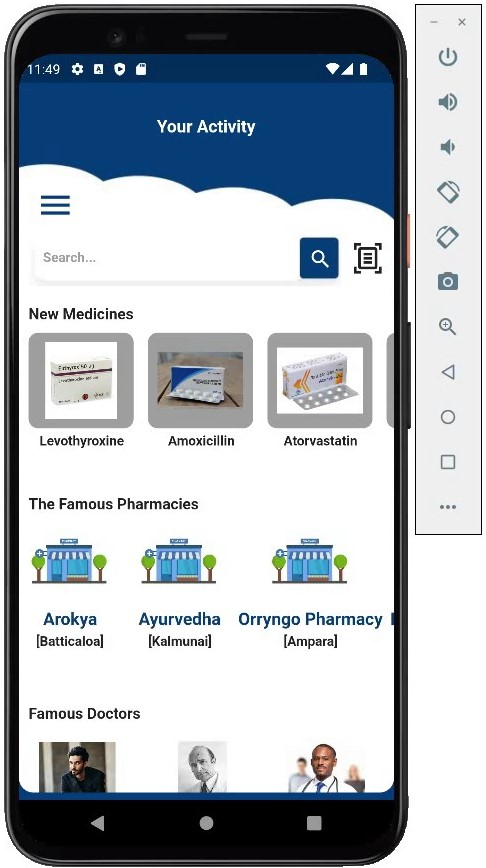 11:49
Your Activity
Search...
New Medicines
Levothyroxine
Amoxicillin
Atorvastatin
The Famous Pharmacies
Arokya
Ayurvedha
Orryngo Pharmacy
[Batticaloa]
[Kalmunai]
[Ampara]
Famous Doctors